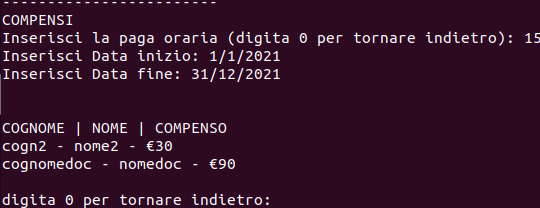 ------------------------
COMPENSI
Inserisci la paga oraria (digita 0 per tornare indietro): 15
Inserisci Data inizio: 1/1/2021
Inserisci Data fine: 31/12/2021
COGNOME | NOME | COMPENSO
cogn2 - nome2 - €30
cognomedoc - nomedoc - €90
digita 0 per tornare indietro: